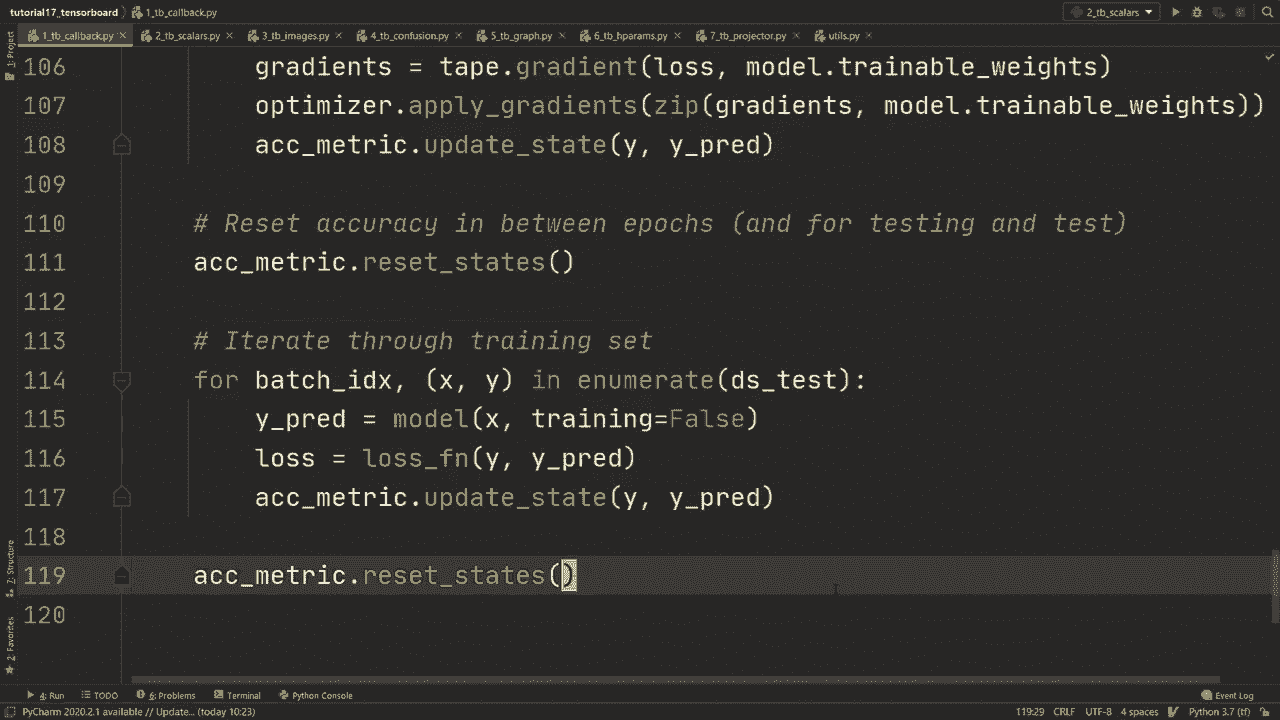 tutorial17_tensorboard 1_tb_callback.py 2_tb_scalars
1_tb_callback.py 2_tb_scalars.py 3_tb_images.py 4_tb_confusion.py 5_tb_graph.py 6_tb_hparams.py 7_tb_projector.py utils.py
1: Project
106 gradients = tape.gradient(loss, model.trainable_weights)
107 optimizer.apply_gradients(zip(gradients, model.trainable_weights))
108 acc_metric.update_state(y, y_pred)
109
110 # Reset accuracy in between epochs (and for testing and test)
111 acc_metric.reset_states()
112
113 # Iterate through training set
114 for batch_idx, (x, y) in enumerate(ds_test):
115 y_pred = model(x, training=False)
116 loss = loss_fn(y, y_pred)
117 acc_metric.update_state(y, y_pred)
118
119 acc_metric.reset_states()
120
7: Structure
2: Favorites
4: Run TODO 6: Problems Terminal Python Console Event Log
PyCharm 2020.2.1 available // Update... (today 10:23) 119:29 CRLF UTF-8 4 spaces Python 3.7 (tf)